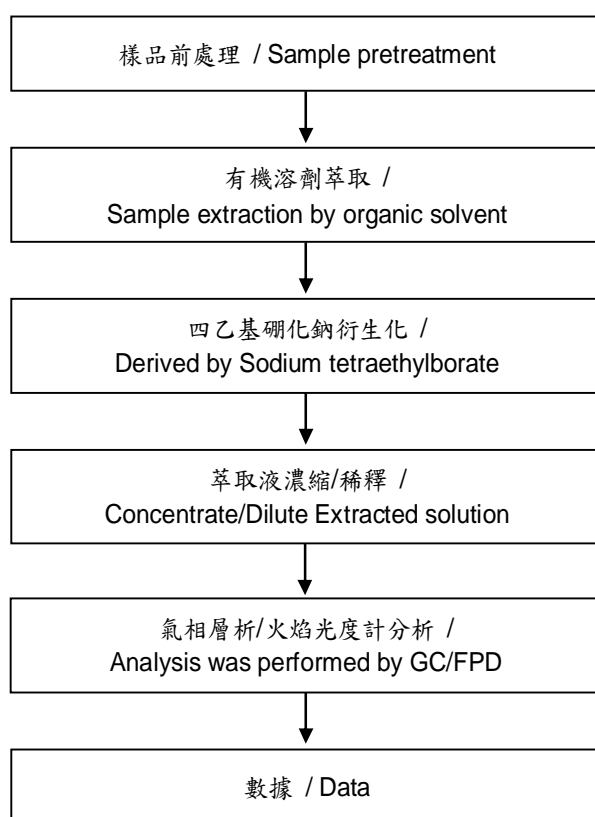 樣品前處理 / Sample pretreatment
有機溶劑萃取 /
Sample extraction by organic solvent
四乙基硼化鈉衍生化 /
Derived by Sodium tetraethylborate
萃取液濃縮/稀釋 /
Concentrate/Dilute Extracted solution
氣相層析/火焰光度計分析 /
Analysis was performed by GC/FPD
數據 / Data